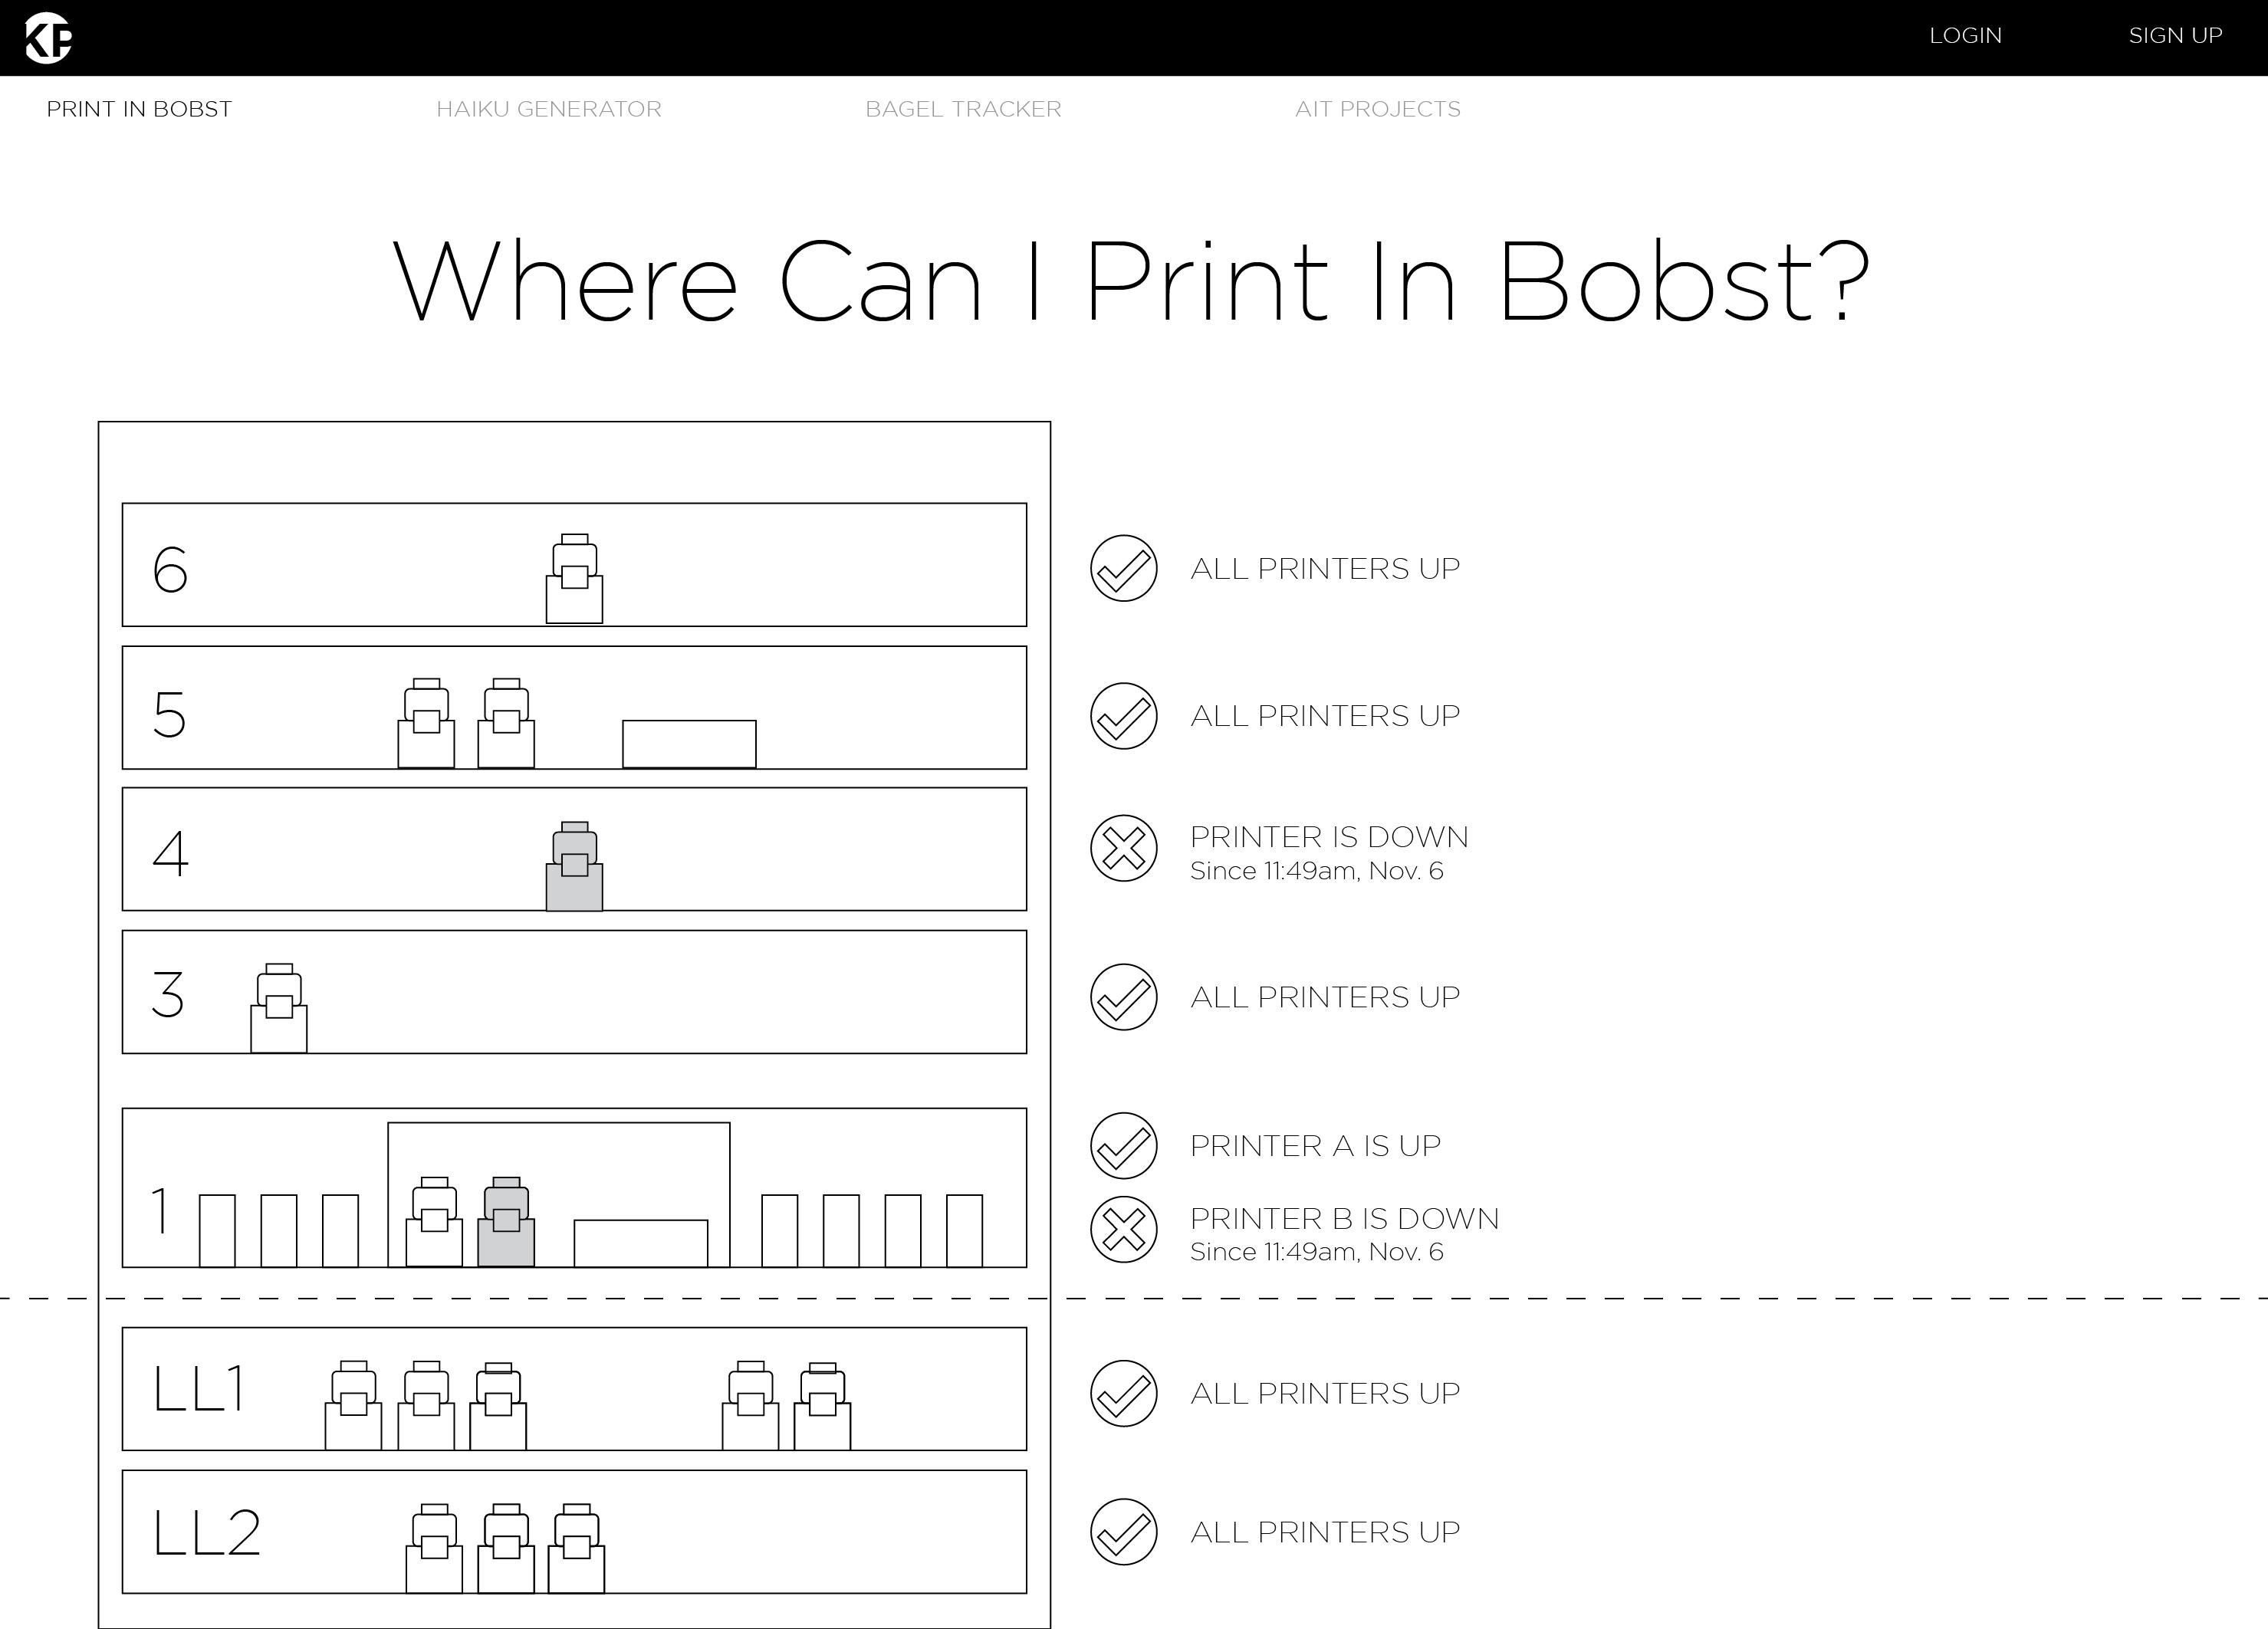 KP
LOGIN
SIGN UP
PRINT IN BOBST
HAIKU GENERATOR
BAGEL TRACKER
AIT PROJECTS
Where Can I Print In Bobst?
6
ALL PRINTERS UP
5
ALL PRINTERS UP
4
PRINTER IS DOWN
Since 11:49am, Nov. 6
3
ALL PRINTERS UP
1
PRINTER A IS UP
PRINTER B IS DOWN
Since 11:49am, Nov. 6
LL1
ALL PRINTERS UP
LL2
ALL PRINTERS UP